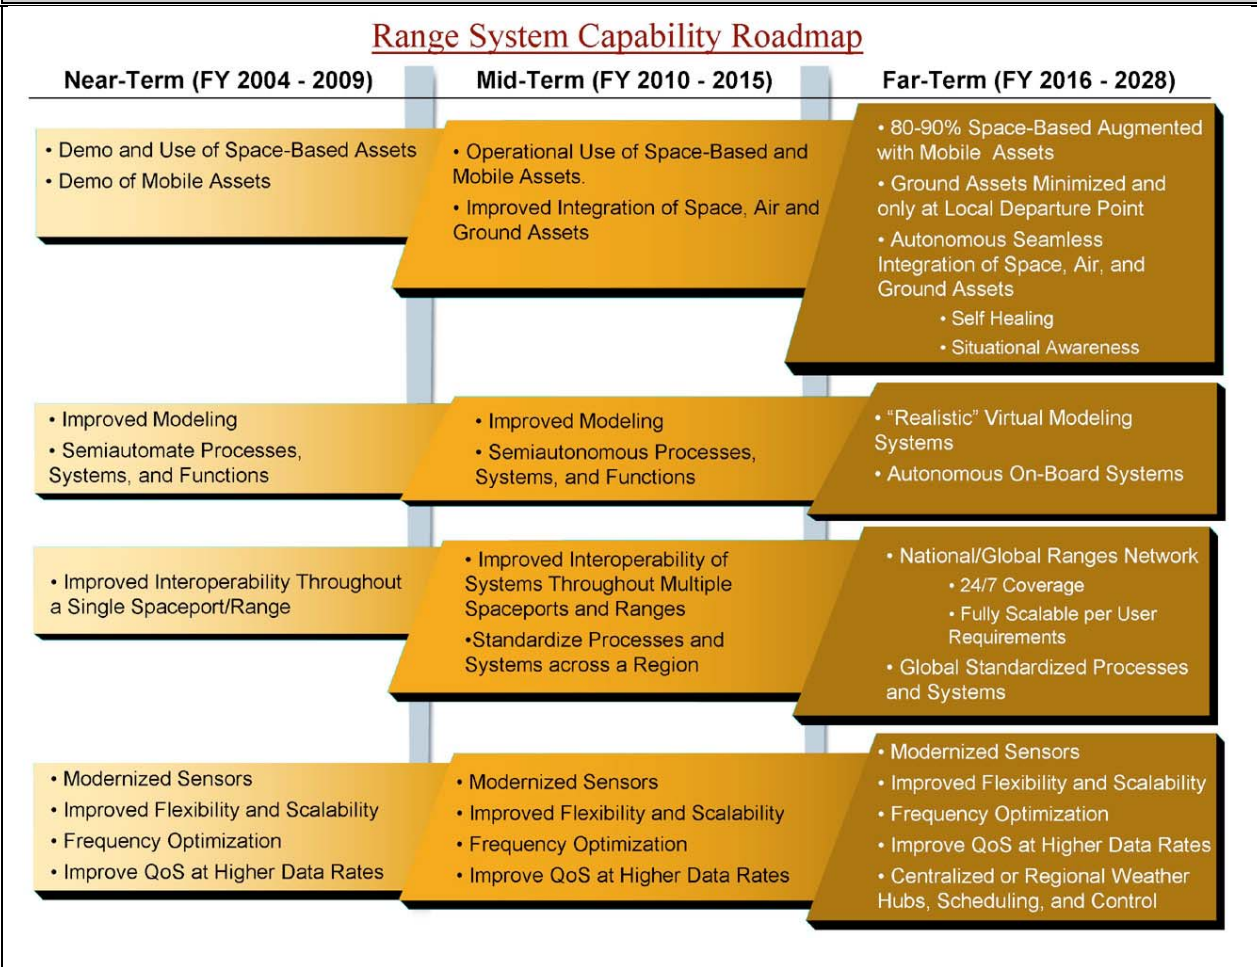 Range System Capability Roadmap
Near-Term (FY 2004 - 2009)
Mid-Term (FY 2010 - 2015)
Far-Term (FY 2016 - 2028)
• Demo and Use of Space-Based Assets
• Demo of Mobile Assets
• Operational Use of Space-Based and
Mobile Assets.
• Improved Integration of Space, Air and
Ground Assets
• 80-90% Space-Based Augmented
with Mobile Assets
• Ground Assets Minimized and
only at Local Departure Point
• Autonomous Seamless
Integration of Space, Air, and
Ground Assets
• Self Healing
• Situational Awareness
• Improved Modeling
• Semiautomate Processes,
Systems, and Functions
• Improved Modeling
• Semiautonomous Processes,
Systems, and Functions
• “Realistic” Virtual Modeling
Systems
• Autonomous On-Board Systems
• Improved Interoperability Throughout
a Single Spaceport/Range
• Improved Interoperability of
Systems Throughout Multiple
Spaceports and Ranges
•Standardize Processes and
Systems across a Region
• National/Global Ranges Network
• 24/7 Coverage
• Fully Scalable per User
Requirements
• Global Standardized Processes
and Systems
• Modernized Sensors
• Improved Flexibility and Scalability
• Frequency Optimization
• Improve QoS at Higher Data Rates
• Modernized Sensors
• Improved Flexibility and Scalability
• Frequency Optimization
• Improve QoS at Higher Data Rates
• Modernized Sensors
• Improved Flexibility and Scalability
• Frequency Optimization
• Improve QoS at Higher Data Rates
• Centralized or Regional Weather
Hubs, Scheduling, and Control